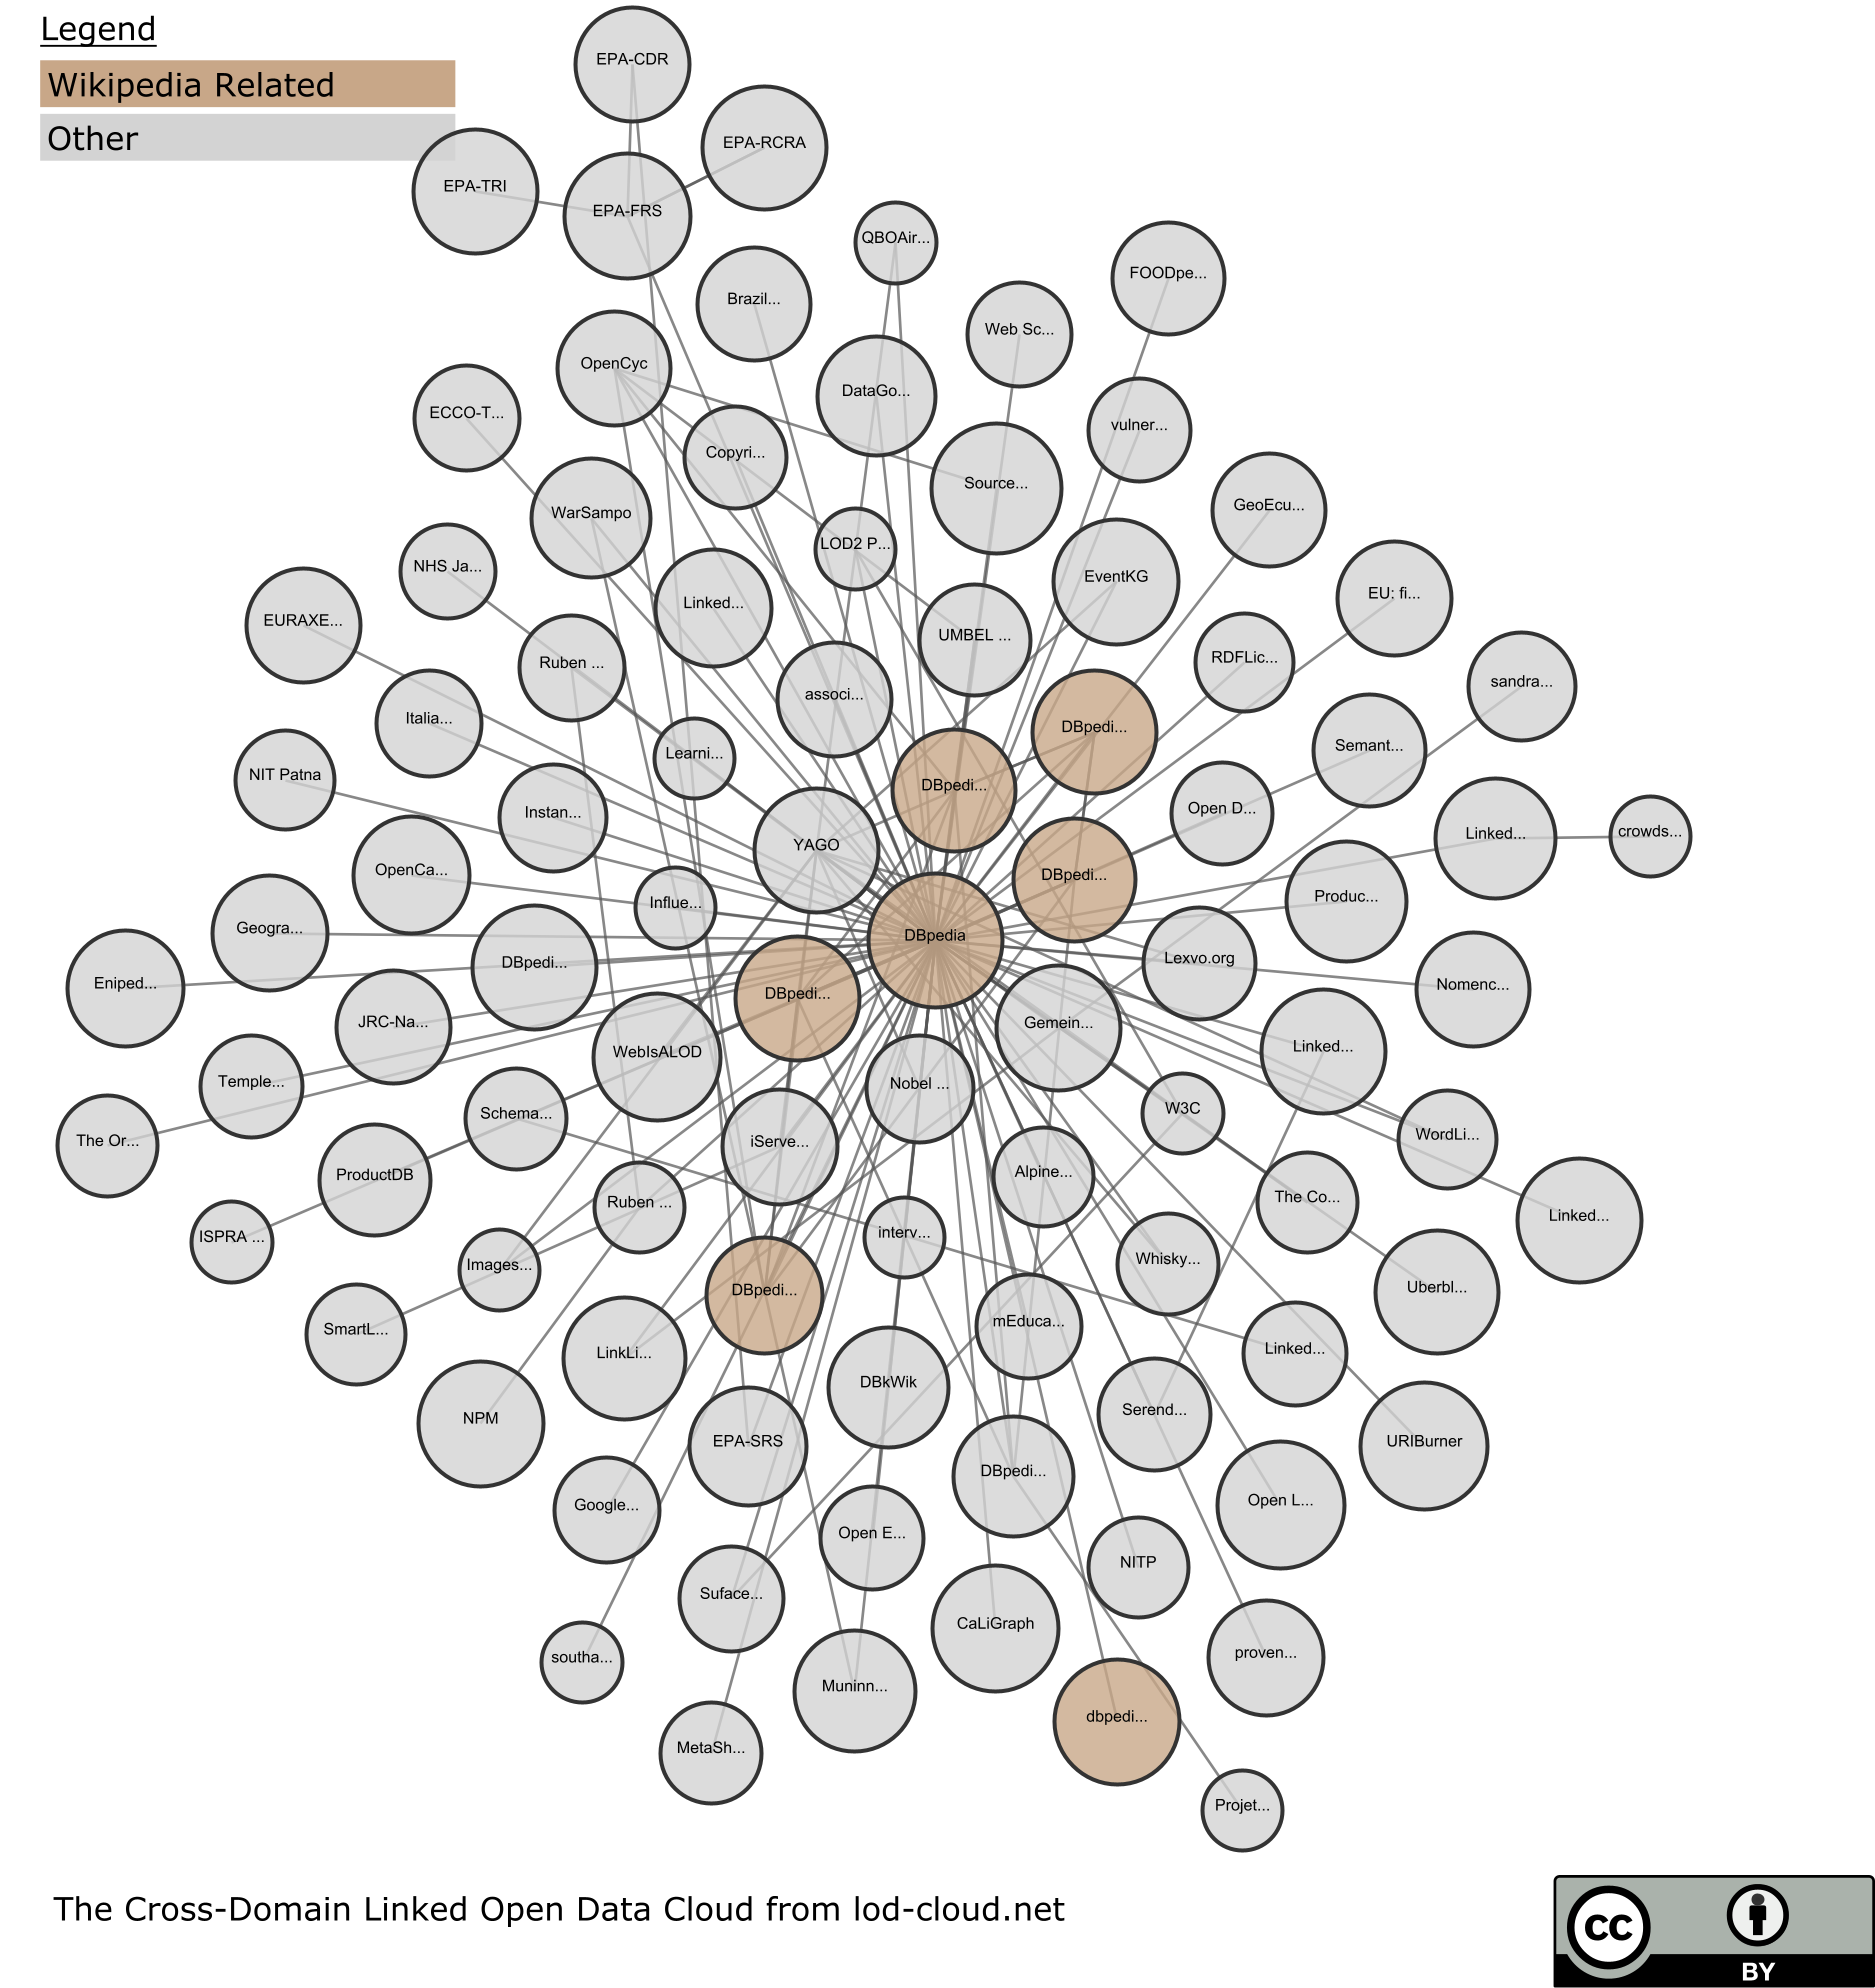 Legend
Wikipedia Related
Other
EPA-CDR
EPA-RCRA
EPA-TRI
EPA-FRS
QBOAir...
FOODpe...
Brazil...
Web Sc...
OpenCyc
DataGo...
ECCO-T...
vulner...
Copyri...
Source...
GeoEcu...
WarSampo
LOD2 P...
NHS Ja...
EventKG
EU: fi...
Linked...
EURAXE...
UMBEL ...
Ruben ...
RDFLic...
sandra...
associ...
Italia...
DBpedi...
Semant...
Learni...
NIT Patna
DBpedi...
Open D...
Instan...
Linked...
crowds...
YAGO
OpenCa...
DBpedi...
Produc...
Influe...
Geogra...
DBpedia
DBpedi...
Lexvo.org
Eniped...
DBpedi...
Nomenc...
JRC-Na...
Gemein...
WebIsALOD
Linked...
Temple...
Nobel ...
Schema...
W3C
The Or...
iServe...
WordLi...
ProductDB
Alpine...
Ruben ...
The Co...
Linked...
ISPRA ...
interv...
Images...
Whisky...
DBpedi...
Uberbl...
SmartL...
mEduca...
LinkLi...
Linked...
DBkWik
NPM
Serend...
EPA-SRS
URIBurner
DBpedi...
Google...
Open L...
Open E...
NITP
Suface...
CaLiGraph
southa...
proven...
Muninn...
dbpedi...
MetaSh...
Projet...
The Cross-Domain Linked Open Data Cloud from lod-cloud.net
cc
BY